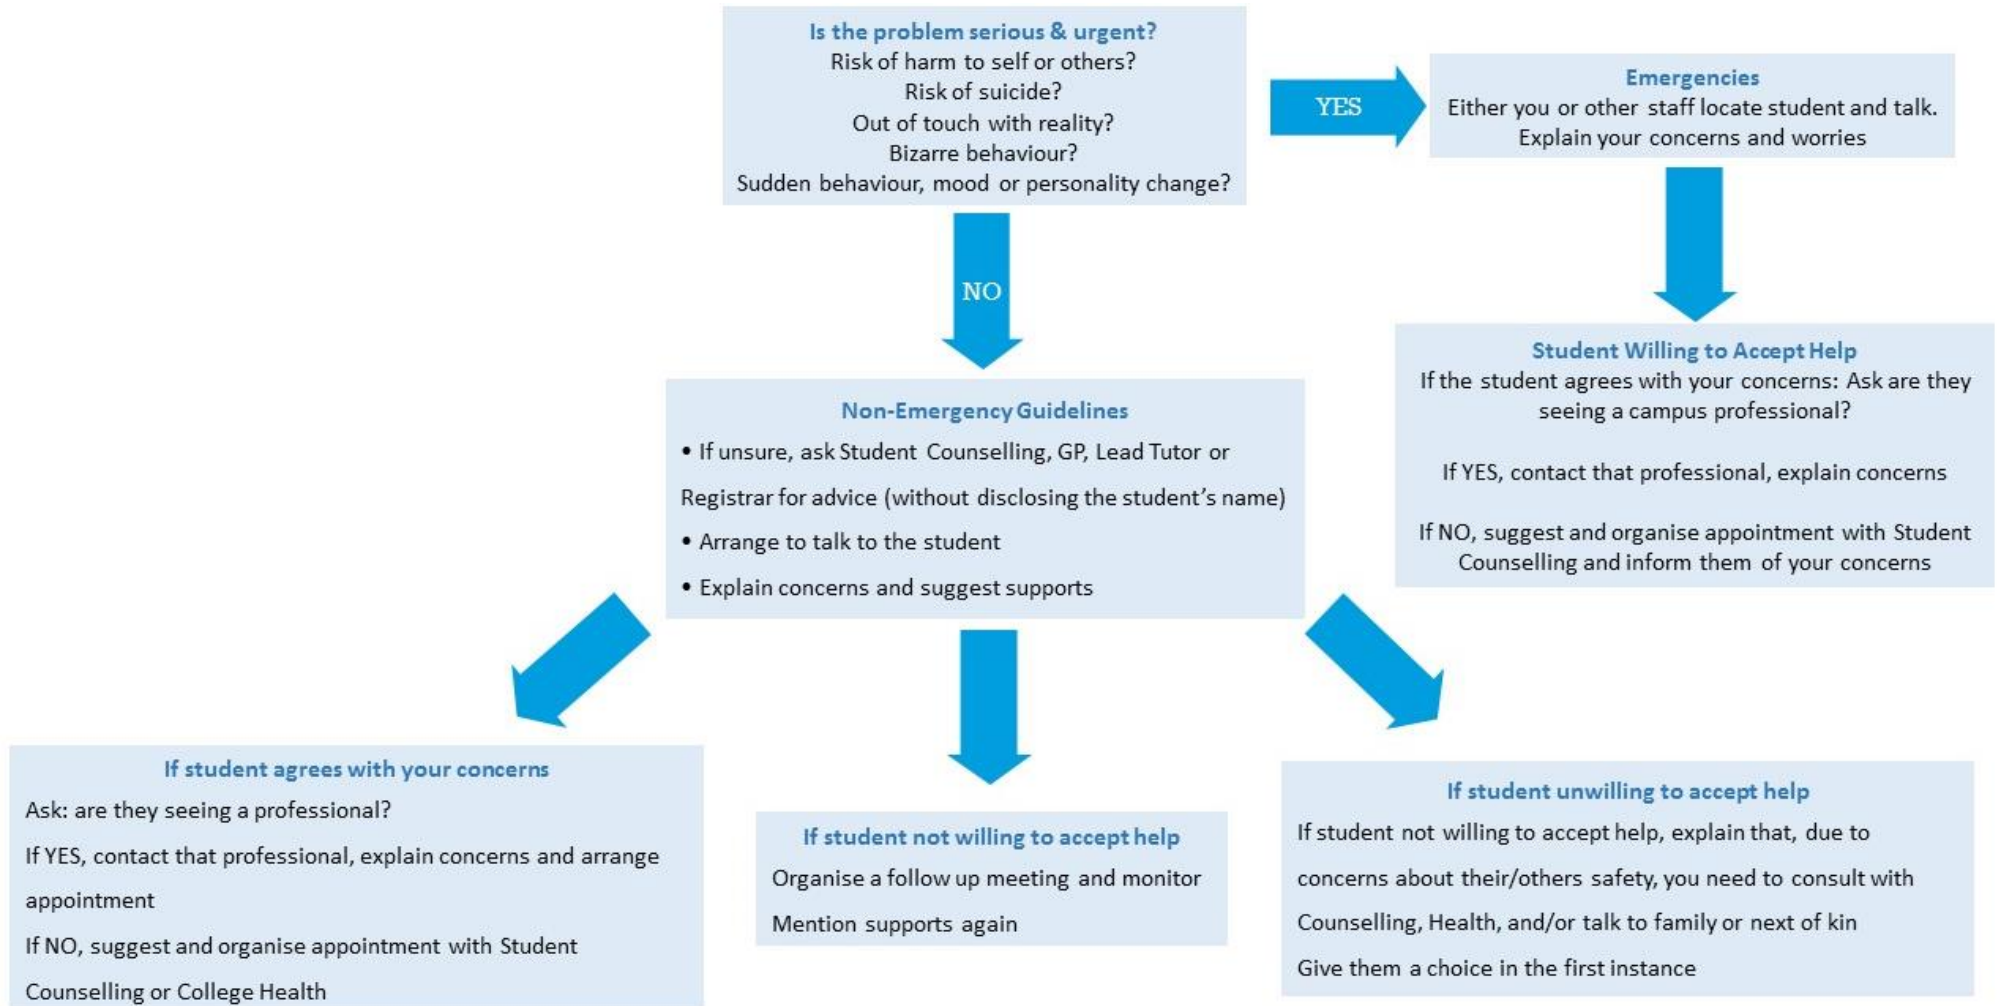 Is the problem serious & urgent?
Risk of harm to self or others?
Risk of suicide?
Out of touch with reality?
Bizarre behaviour?
Sudden behaviour, mood or personality change?
YES
Emergencies
Either you or other staff locate student and talk.
Explain your concerns and worries
NO
Student Willing to Accept Help
If the student agrees with your concerns: Ask are they
seeing a campus professional?
If YES, contact that professional, explain concerns
If NO, suggest and organise appointment with Student
Counselling and inform them of your concerns
Non-Emergency Guidelines
• If unsure, ask Student Counselling, GP, Lead Tutor or
Registrar for advice (without disclosing the student’s name)
• Arrange to talk to the student
• Explain concerns and suggest supports
If student agrees with your concerns
Ask: are they seeing a professional?
If YES, contact that professional, explain concerns and arrange
appointment
If NO, suggest and organise appointment with Student
Counselling or College Health
If student not willing to accept help
Organise a follow up meeting and monitor
Mention supports again
If student unwilling to accept help
If student not willing to accept help, explain that, due to
concerns about their/others safety, you need to consult with
Counselling, Health, and/or talk to family or next of kin
Give them a choice in the first instance